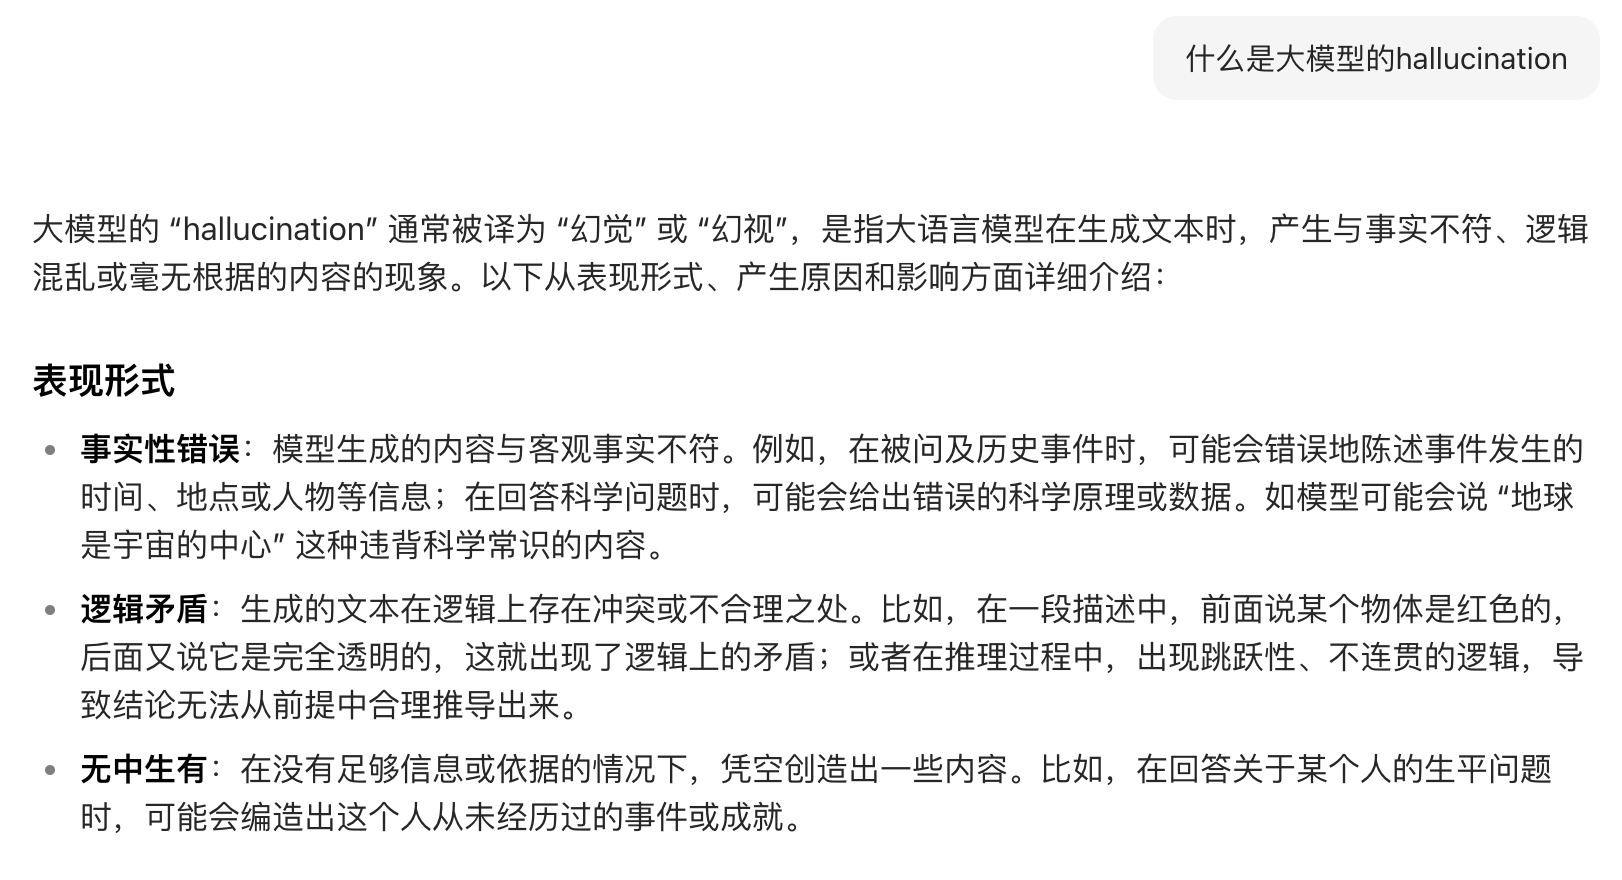 什么是大模型的hallucination
大模型的 “hallucination” 通常被译为 “幻觉” 或 “幻视”，是指大语言模型在生成文本时，产生与事实不符、逻辑
混乱或毫无根据的内容的现象。以下从表现形式、产生原因和影响方面详细介绍：
表现形式
• 事实性错误：模型生成的内容与客观事实不符。例如，在被问及历史事件时，可能会错误地陈述事件发生的
时间、地点或人物等信息；在回答科学问题时，可能会给出错误的科学原理或数据。如模型可能会说 “地球
是宇宙的中心” 这种违背科学常识的内容。
• 逻辑矛盾：生成的文本在逻辑上存在冲突或不合理之处。比如，在一段描述中，前面说某个物体是红色的，
后面又说它是完全透明的，这就出现了逻辑上的矛盾；或者在推理过程中，出现跳跃性、不连贯的逻辑，导
致结论无法从前提中合理推导出来。
• 无中生有：在没有足够信息或依据的情况下，凭空创造出一些内容。比如，在回答关于某个人的生平问题
时，可能会编造出这个人从未经历过的事件或成就。